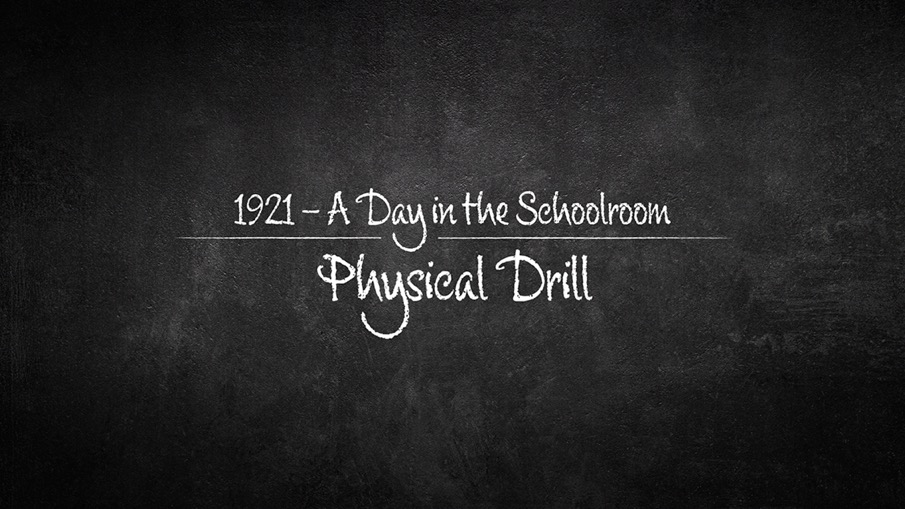 1921 – A Day in the Schoolroom
Physical Drill